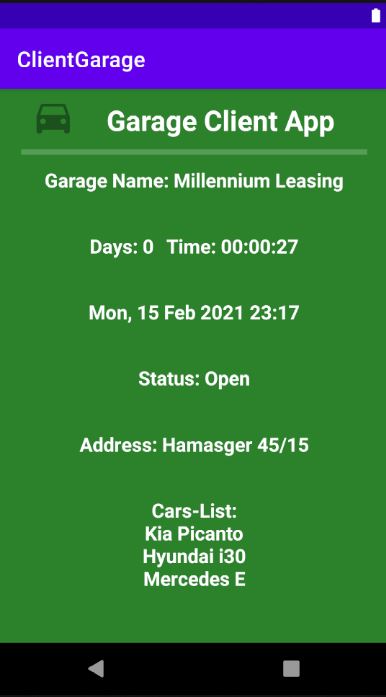 ClientGarage
Garage Client App
Garage Name: Millennium Leasing
Days: 0 Time: 00:00:27
Mon, 15 Feb 2021 23:17
Status: Open
Address: Hamasger 45/15
Cars-List:
Kia Picanto
Hyundai i30
Mercedes E